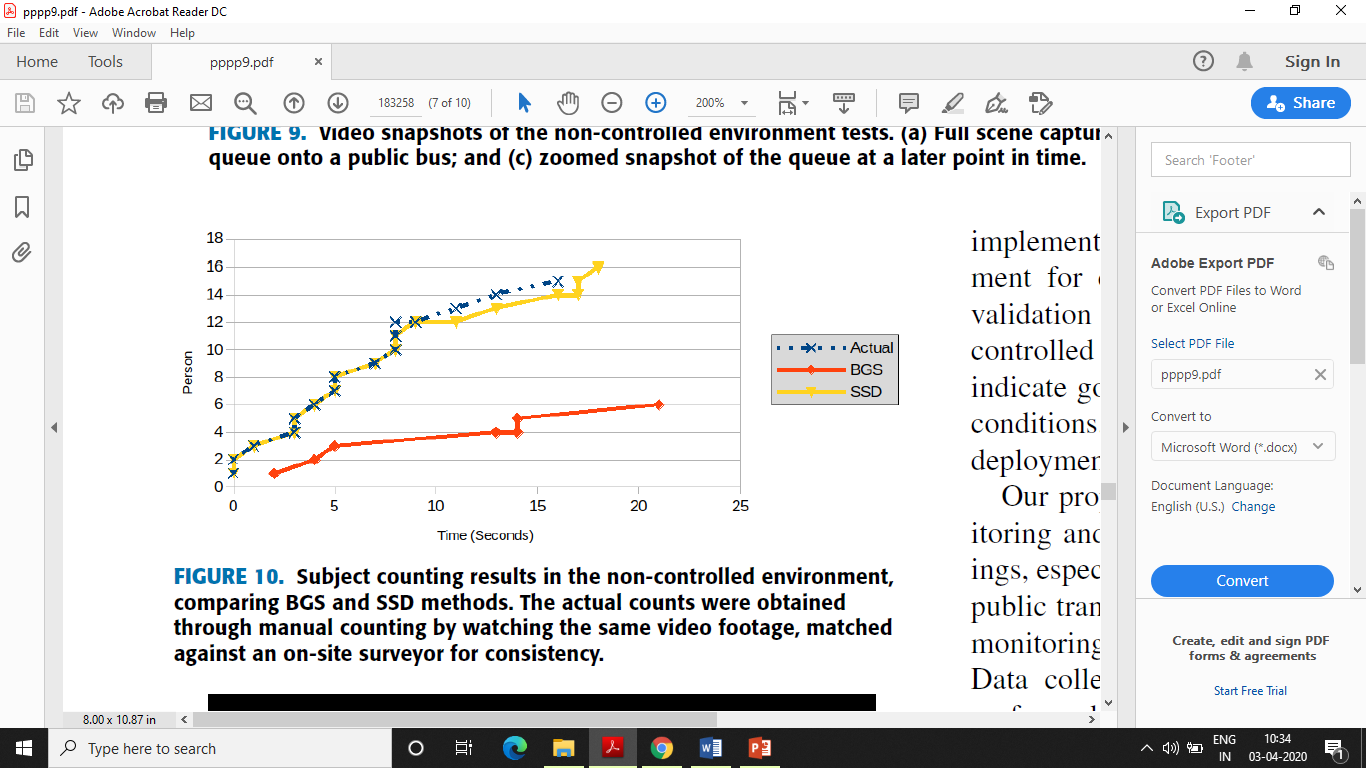 pppp9.pdf - Adobe Acrobat Reader DC
File Edit View Window Help
Home Tools pppp9.pdf × Sign In
183258 (7 of 10) 200% Share
FIGURE 9. Video snapshots of the non-controlled environment tests. (a) Full scene captur
queue onto a public bus; and (c) zoomed snapshot of the queue at a later point in time.
18
16
14
12
10
8
6
4
2
0
Person
0 5 10 15 20 25
Time (Seconds)
Actual
BGS
SSD
FIGURE 10. Subject counting results in the non-controlled environment,
comparing BGS and SSD methods. The actual counts were obtained
through manual counting by watching the same video footage, matched
against an on-site surveyor for consistency.
implement
ment for
validation
controlled
indicate go
conditions
deploymen
Our pro
itoring and
ings, espec
public tran
monitoring
Data colle
Search 'Footer'
Export PDF
Adobe Export PDF
Convert PDF Files to Word
or Excel Online
Select PDF File
pppp9.pdf
Convert to
Microsoft Word (*.docx)
Document Language:
English (U.S.) Change
Convert
Create, edit and sign PDF
forms & agreements
Start Free Trial
8.00 x 10.87 in
Type here to search
ENG
IN
10:34
03-04-2020
1